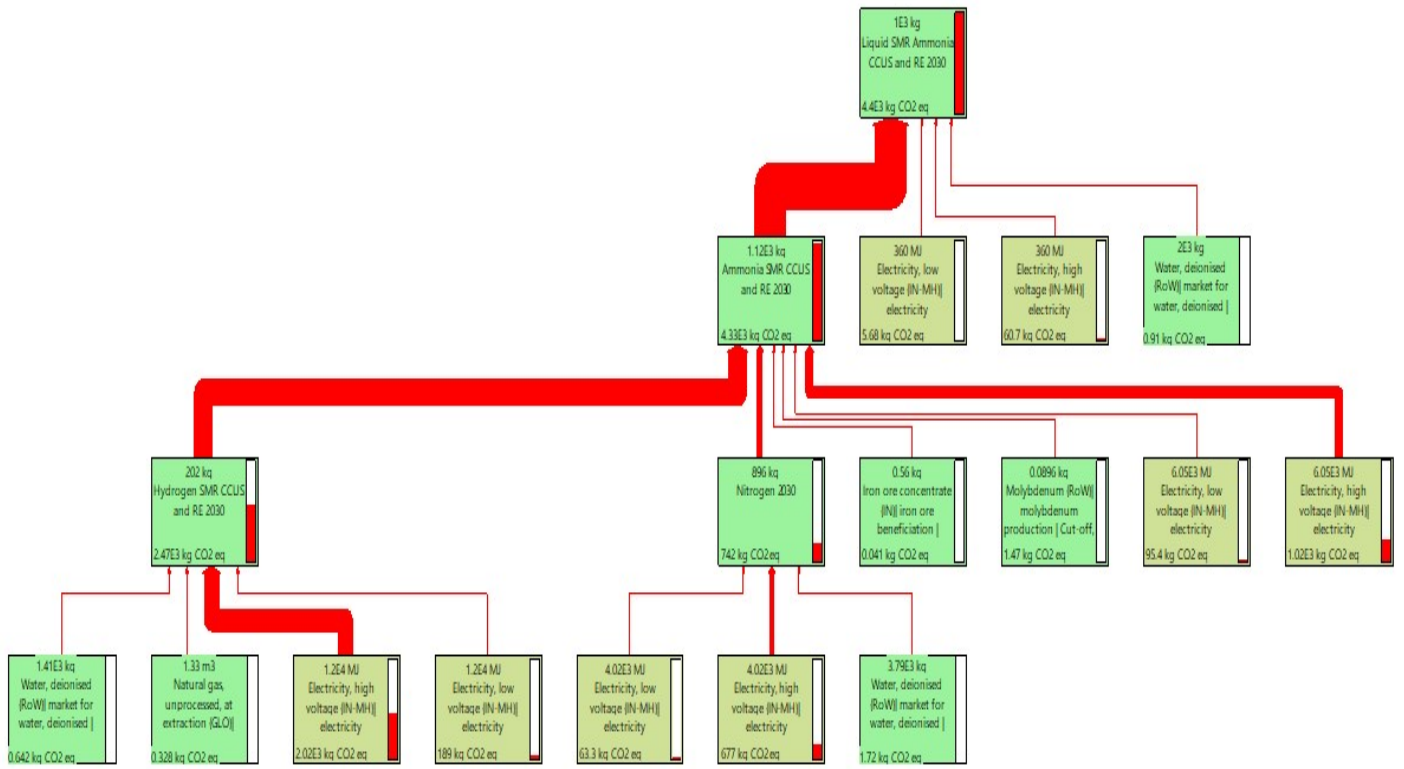 1E3 kg
Liquid SMR Ammonia
CCUS and RE 2030
4.4E3 kg CO2 eq
1.12E3 kg
Ammonia SMR CCUS
and RE 2030
4.33E3 kg CO2 eq
360 MJ
Electricity, low
voltage {IN-MH}|
electricity
5.68 kg CO2 eq
360 MJ
Electricity, high
voltage {IN-MH}|
electricity
60.7 kg CO2 eq
2E3 kg
Water, deionised
{RoW}| market for
water, deionised |
0.91 kg CO2 eq
202 kg
Hydrogen SMR CCUS
and RE 2030
2.47E3 kg CO2 eq
896 kg
Nitrogen 2030
742 kg CO2 eq
0.56 kg
Iron ore concentrate
{IN}| iron ore
beneficiation |
0.041 kg CO2 eq
0.0896 kg
Molybdenum {RoW}|
molybdenum
production | Cut-off,
1.47 kg CO2 eq
6.05E3 MJ
Electricity, low
voltage {IN-MH}|
electricity
95.4 kg CO2 eq
6.05E3 MJ
Electricity, high
voltage {IN-MH}|
electricity
1.02E3 kg CO2 eq
1.41E3 kg
Water, deionised
{RoW}| market for
water, deionised |
0.642 kg CO2 eq
1.33 m3
Natural gas,
unprocessed, at
extraction {GLO}|
0.328 kg CO2 eq
1.2E4 MJ
Electricity, high
voltage {IN-MH}|
electricity
2.02E3 kg CO2 eq
1.2E4 MJ
Electricity, low
voltage {IN-MH}|
electricity
189 kg CO2 eq
4.02E3 MJ
Electricity, low
voltage {IN-MH}|
electricity
63.3 kg CO2 eq
4.02E3 MJ
Electricity, high
voltage {IN-MH}|
electricity
677 kg CO2 eq
3.79E3 kg
Water, deionised
{RoW}| market for
water, deionised |
1.72 kg CO2 eq